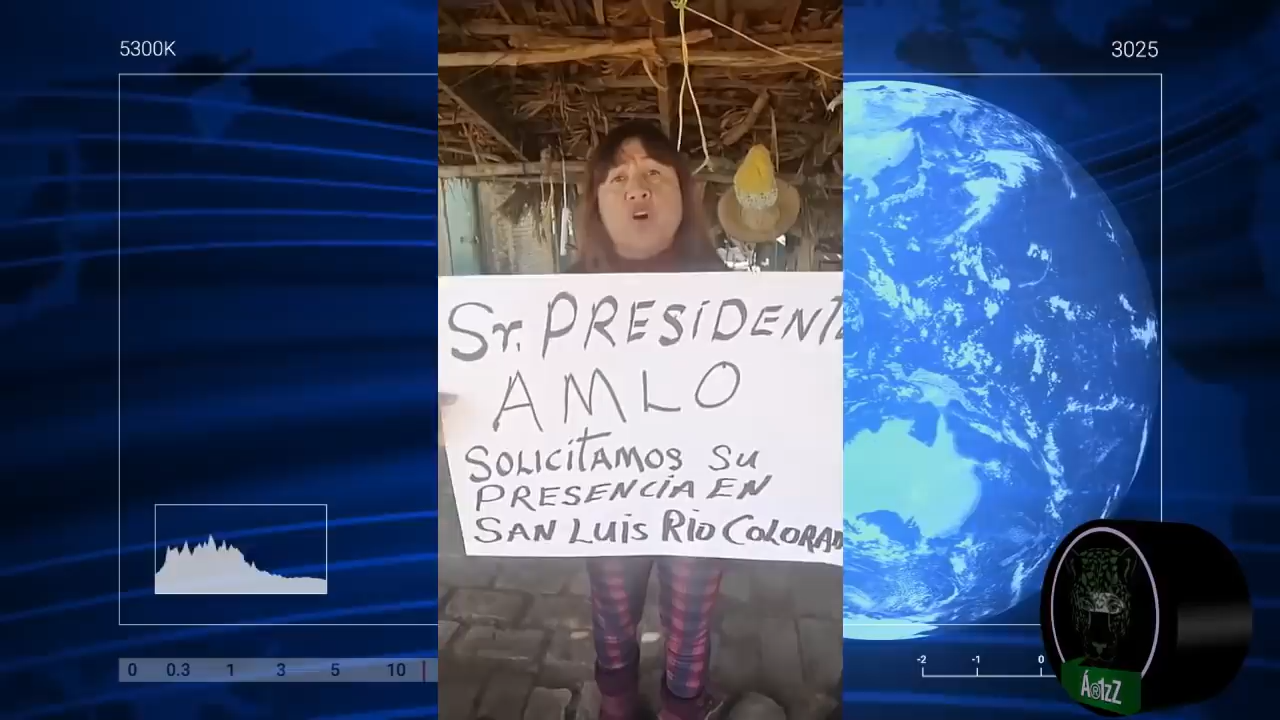 5300K
3025
Sr. PRESIDENT
AMLO
SOLICITAMOS SU
PRESENCIA EN
SAN LUIS RIO COLORAD
0 0.3 1 3 5 10
-2 -1 0
Á®1zZ